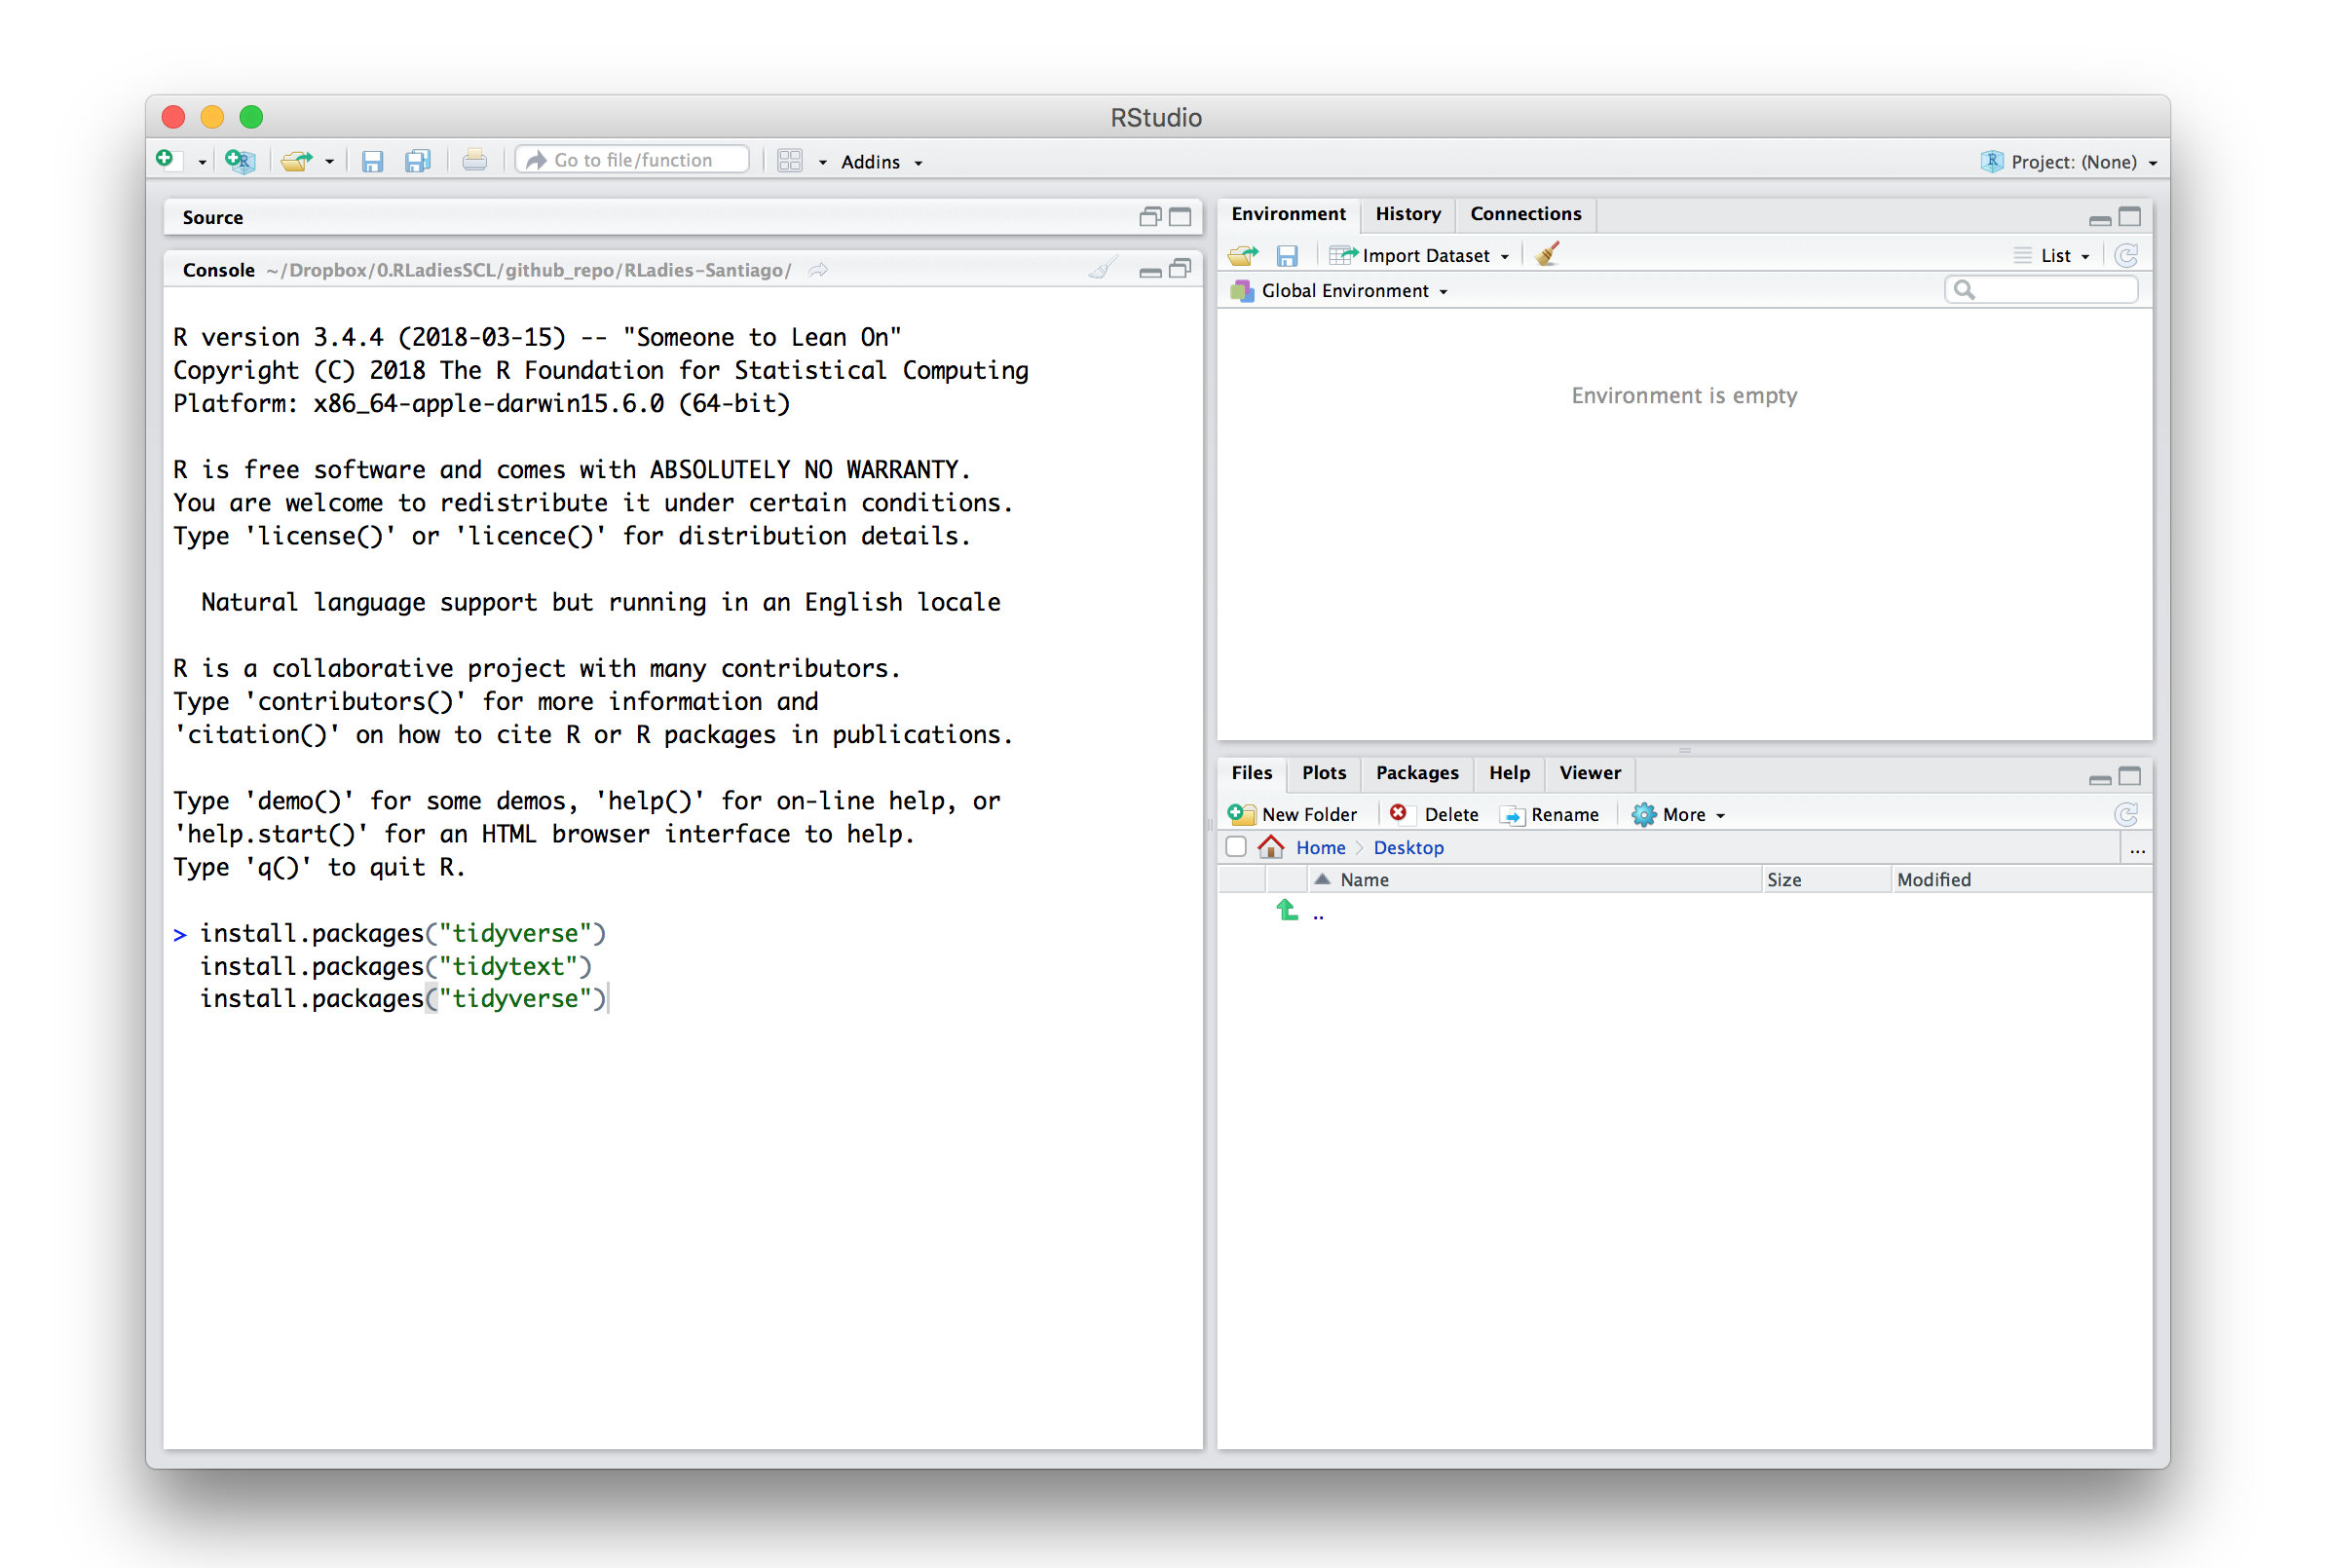 RStudio
Go to file/function
Addins
Project: (None)
Source
Console ~/Dropbox/0.RLadiesSCL/github_repo/RLadies-Santiago/
R version 3.4.4 (2018-03-15) -- "Someone to Lean On"
Copyright (C) 2018 The R Foundation for Statistical Computing
Platform: x86_64-apple-darwin15.6.0 (64-bit)
R is free software and comes with ABSOLUTELY NO WARRANTY.
You are welcome to redistribute it under certain conditions.
Type 'license()' or 'licence()' for distribution details.
Natural language support but running in an English locale
R is a collaborative project with many contributors.
Type 'contributors()' for more information and
'citation()' on how to cite R or R packages in publications.
Type 'demo()' for some demos, 'help()' for on-line help, or
'help.start()' for an HTML browser interface to help.
Type 'q()' to quit R.
> install.packages("tidyverse")
install.packages("tidytext")
install.packages("tidyverse")
Environment History Connections
Import Dataset List
Global Environment
Environment is empty
Files Plots Packages Help Viewer
New Folder Delete Rename More
Home Desktop ...
Name Size Modified
..